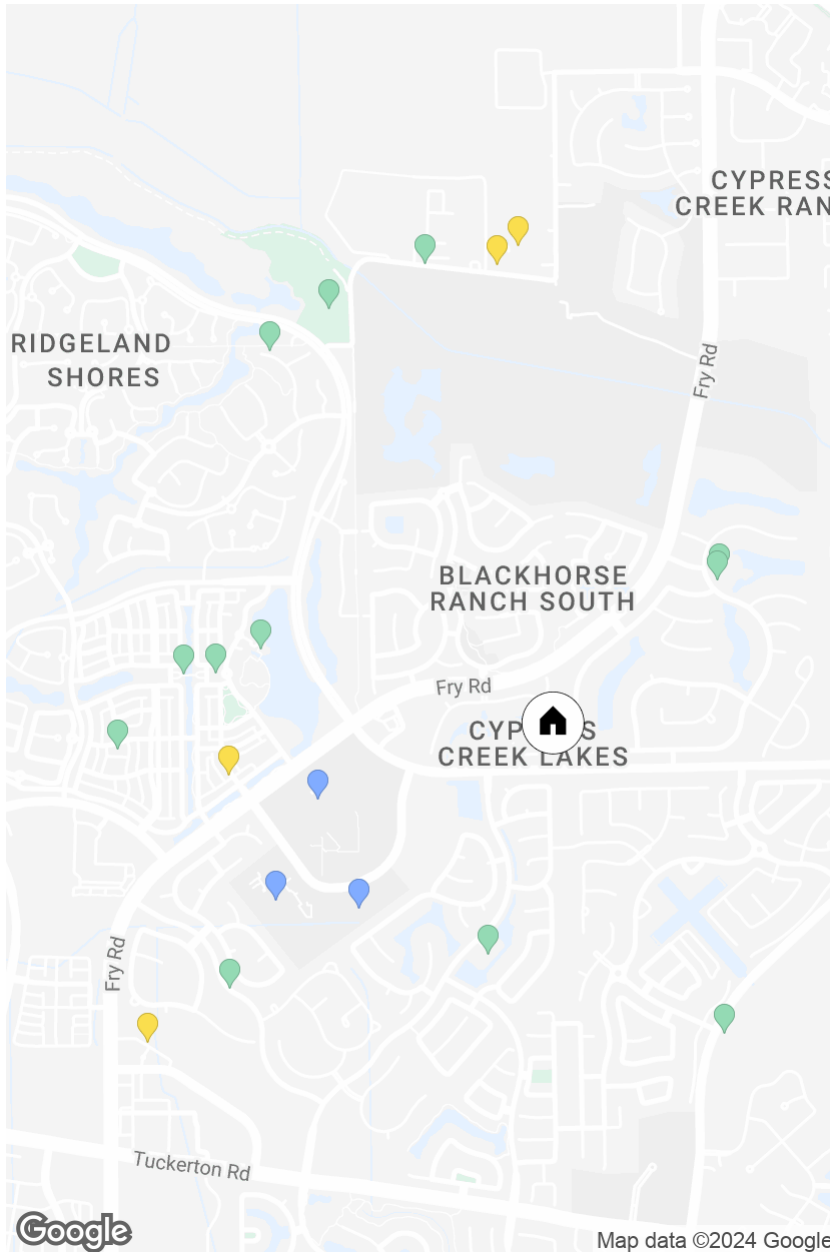 CYPRESS
CREEK RAN
RIDGELAND
SHORES
Fry Rd
BLACKHORSE
RANCH SOUTH
Fry Rd
CREEK LAKES
Fry Rd
Tuckerton Rd
Google
Map data ©2024 Google